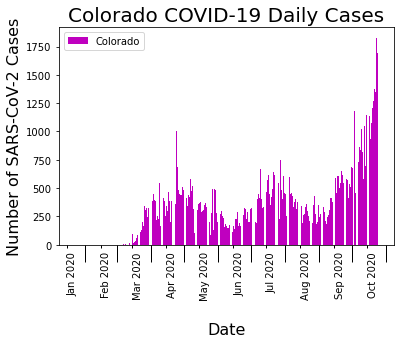 Colorado COVID-19 Daily Cases
Number of SARS-CoV-2 Cases
1750
1500
1250
1000
750
500
250
0
Colorado
Jan 2020
Feb 2020
Mar 2020
Apr 2020
May 2020
Jun 2020
Jul 2020
Aug 2020
Sep 2020
Oct 2020
Date